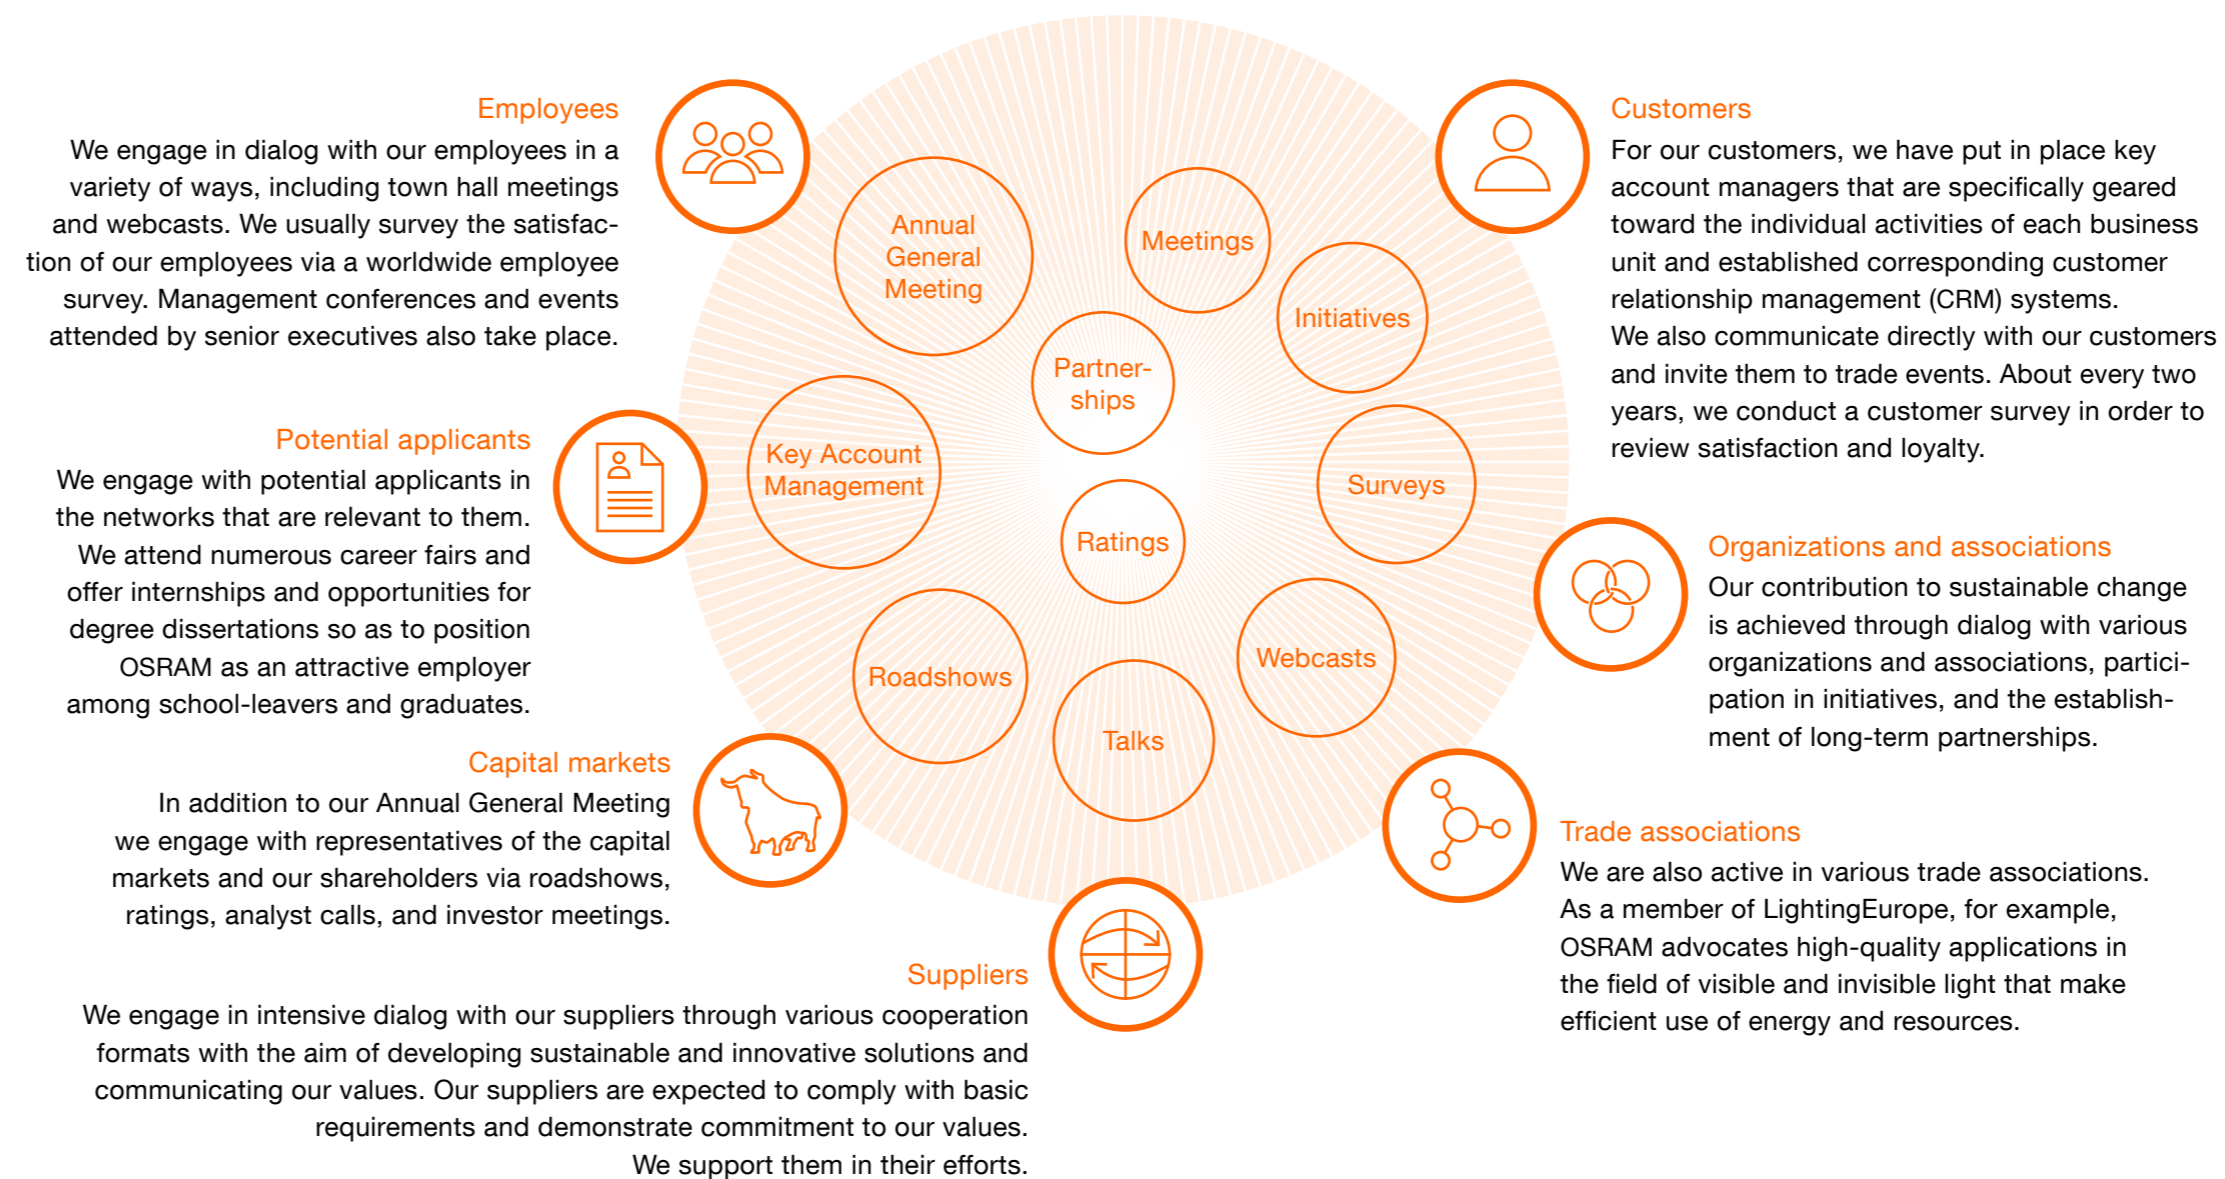 Employees
We engage in dialog with our employees in a
variety of ways, including town hall meetings
and webcasts. We usually survey the satisfac-
tion of our employees via a worldwide employee
survey. Management conferences and events
attended by senior executives also take place.
Potential applicants
We engage with potential applicants in
the networks that are relevant to them.
We attend numerous career fairs and
offer internships and opportunities for
degree dissertations so as to position
OSRAM as an attractive employer
among school-leavers and graduates.
Capital markets
In addition to our Annual General Meeting
we engage with representatives of the capital
markets and our shareholders via roadshows,
ratings, analyst calls, and investor meetings.
Suppliers
We engage in intensive dialog with our suppliers through various cooperation
formats with the aim of developing sustainable and innovative solutions and
communicating our values. Our suppliers are expected to comply with basic
requirements and demonstrate commitment to our values.
We support them in their efforts.
Annual
General
Meeting
Meetings
Initiatives
Partner-
ships
Key Account
Management
Surveys
Ratings
Webcasts
Roadshows
Talks
Customers
For our customers, we have put in place key
account managers that are specifically geared
toward the individual activities of each business
unit and established corresponding customer
relationship management (CRM) systems.
We also communicate directly with our customers
and invite them to trade events. About every two
years, we conduct a customer survey in order to
review satisfaction and loyalty.
Organizations and associations
Our contribution to sustainable change
is achieved through dialog with various
organizations and associations, partici-
pation in initiatives, and the establish-
ment of long-term partnerships.
Trade associations
We are also active in various trade associations.
As a member of LightingEurope, for example,
OSRAM advocates high-quality applications in
the field of visible and invisible light that make
efficient use of energy and resources.